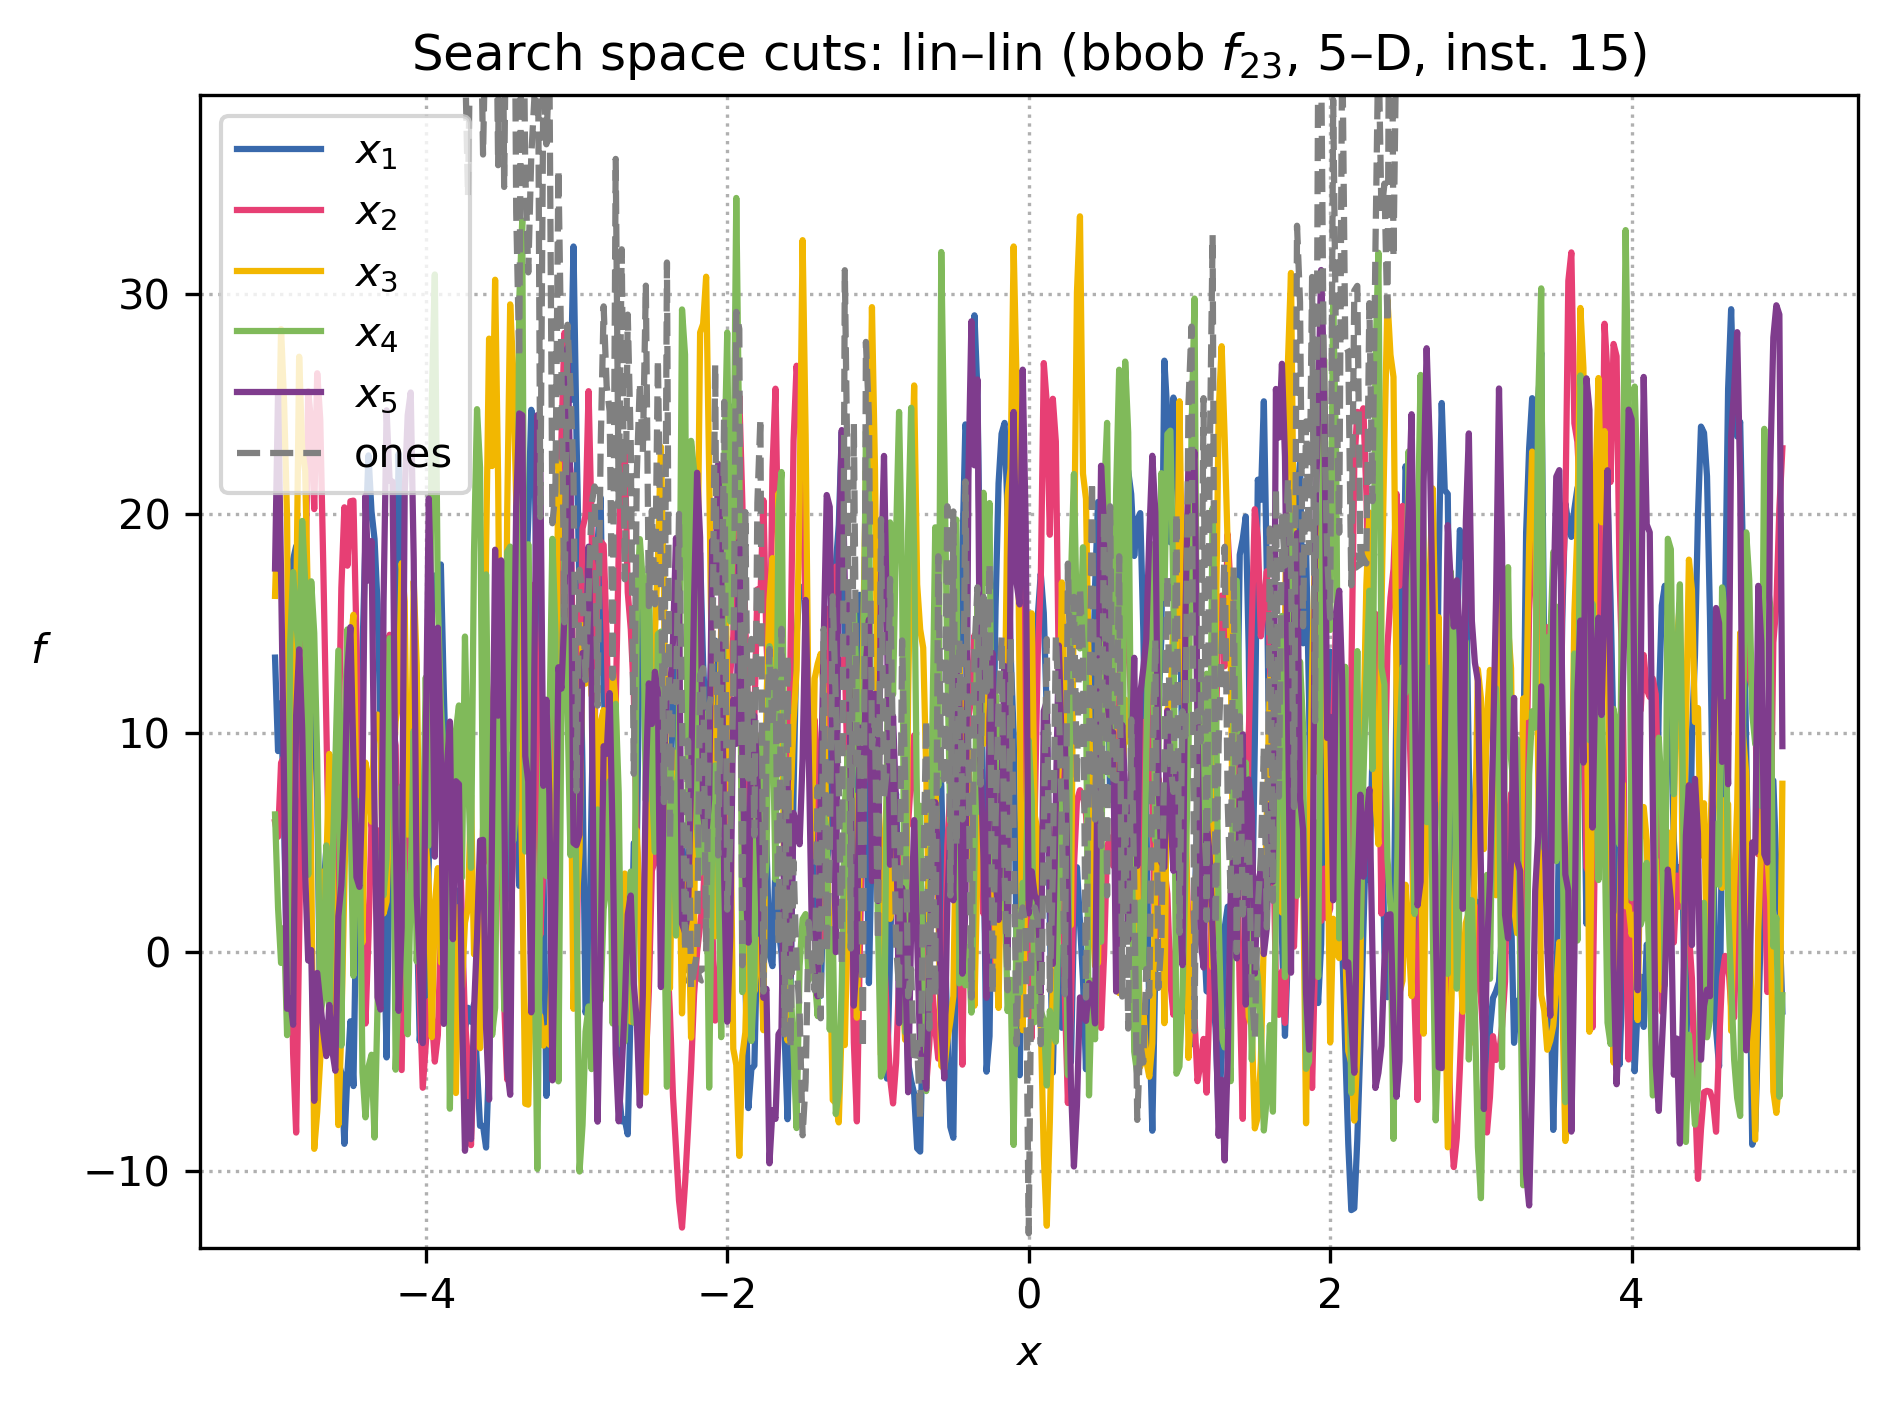 Search space cuts: lin–lin (bbob f23, 5–D, inst. 15)
x1
x2
x3
x4
x5
ones
30
20
10
0
−10
f
−4
−2
0
2
4
x